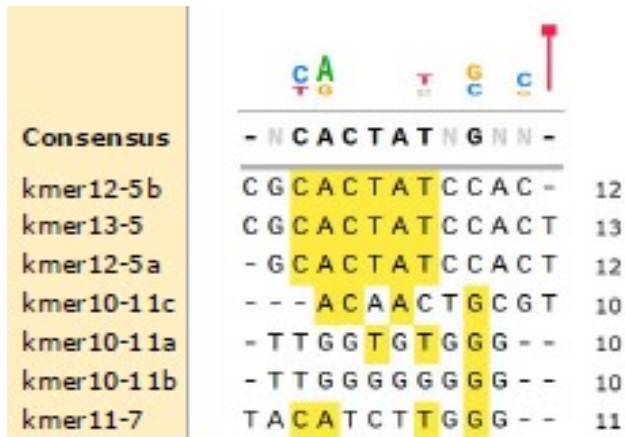 C A T G C T
T G C
Consensus - N C A C T A T N G N N -
kmer12-5b C G C A C T A T C C A C - 12
kmer13-5 C G C A C T A T C C A C T 13
kmer12-5a - G C A C T A T C C A C T 12
kmer10-11c - - - A C A A C T G C G T 10
kmer10-11a - T T G G T G T G G G - - 10
kmer10-11b - T T G G G G G G G G - - 10
kmer11-7 T A C A T C T T G G G - - 11